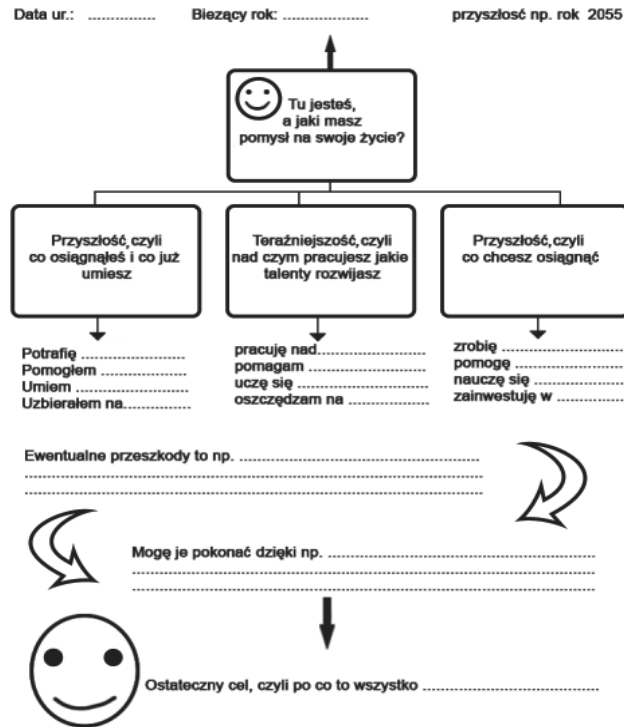 Data ur.: ................ Bieżący rok: .................... przyszłość np. rok 2055
Tu jesteś,
a jaki masz
pomysł na swoje życie?
Przyszłość, czyli
co osiągnąłeś i co już
umiesz
Teraźniejszość, czyli
nad czym pracujesz jakie
talenty rozwijasz
Przyszłość, czyli
co chcesz osiągnąć
Potrafię ........................
Pomogłem ....................
Umiem .........................
Uzbierałem na...............
pracuję nad.........................
pomagam .........................
uczę się .............................
oszczędzam na ..................
zrobię ..........................
pomogę .......................
nauczę się ...................
zainwestuję w ..............
Ewentualne przeszkody to np. ........................................................
..............................................................................................................
..............................................................................................................
Mogę je pokonać dzięki np. ...............................................................
..............................................................................................................
..............................................................................................................
Ostateczny cel, czyli po co to wszystko .........................................